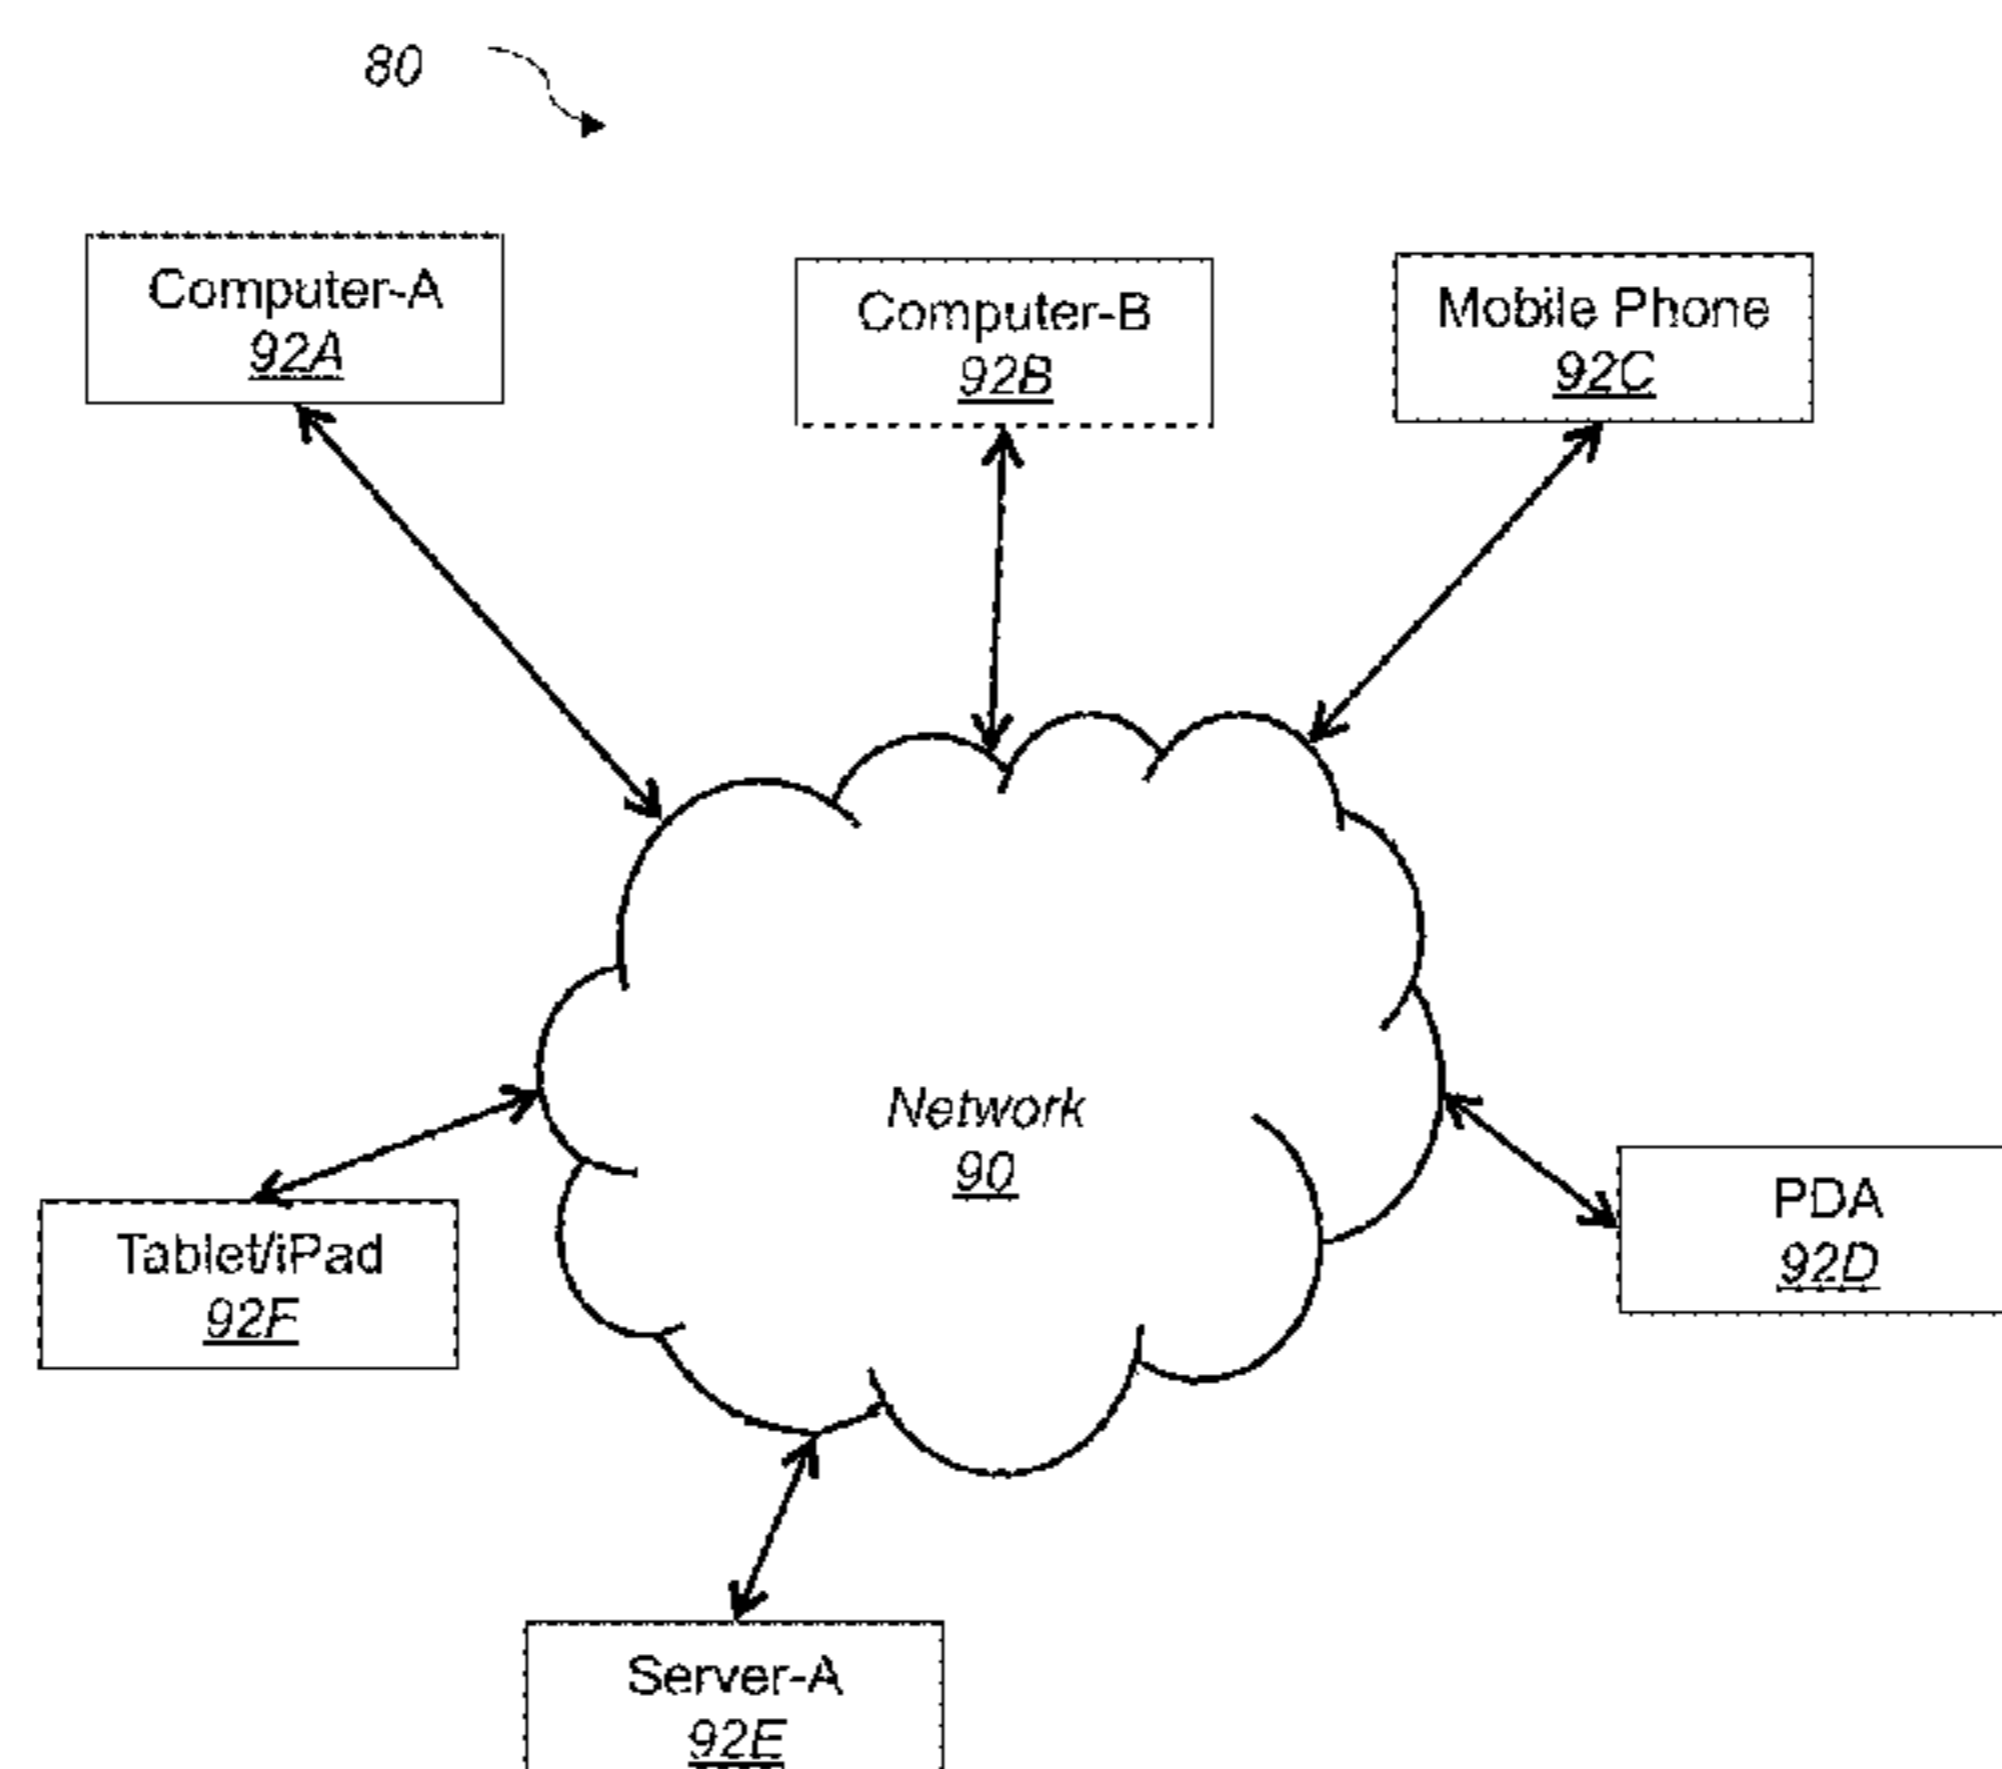 80
Computer-A
92A
Computer-B
92B
Mobile Phone
92C
Network
90
PDA
92D
Tablet/iPad
92F
Server-A
92E